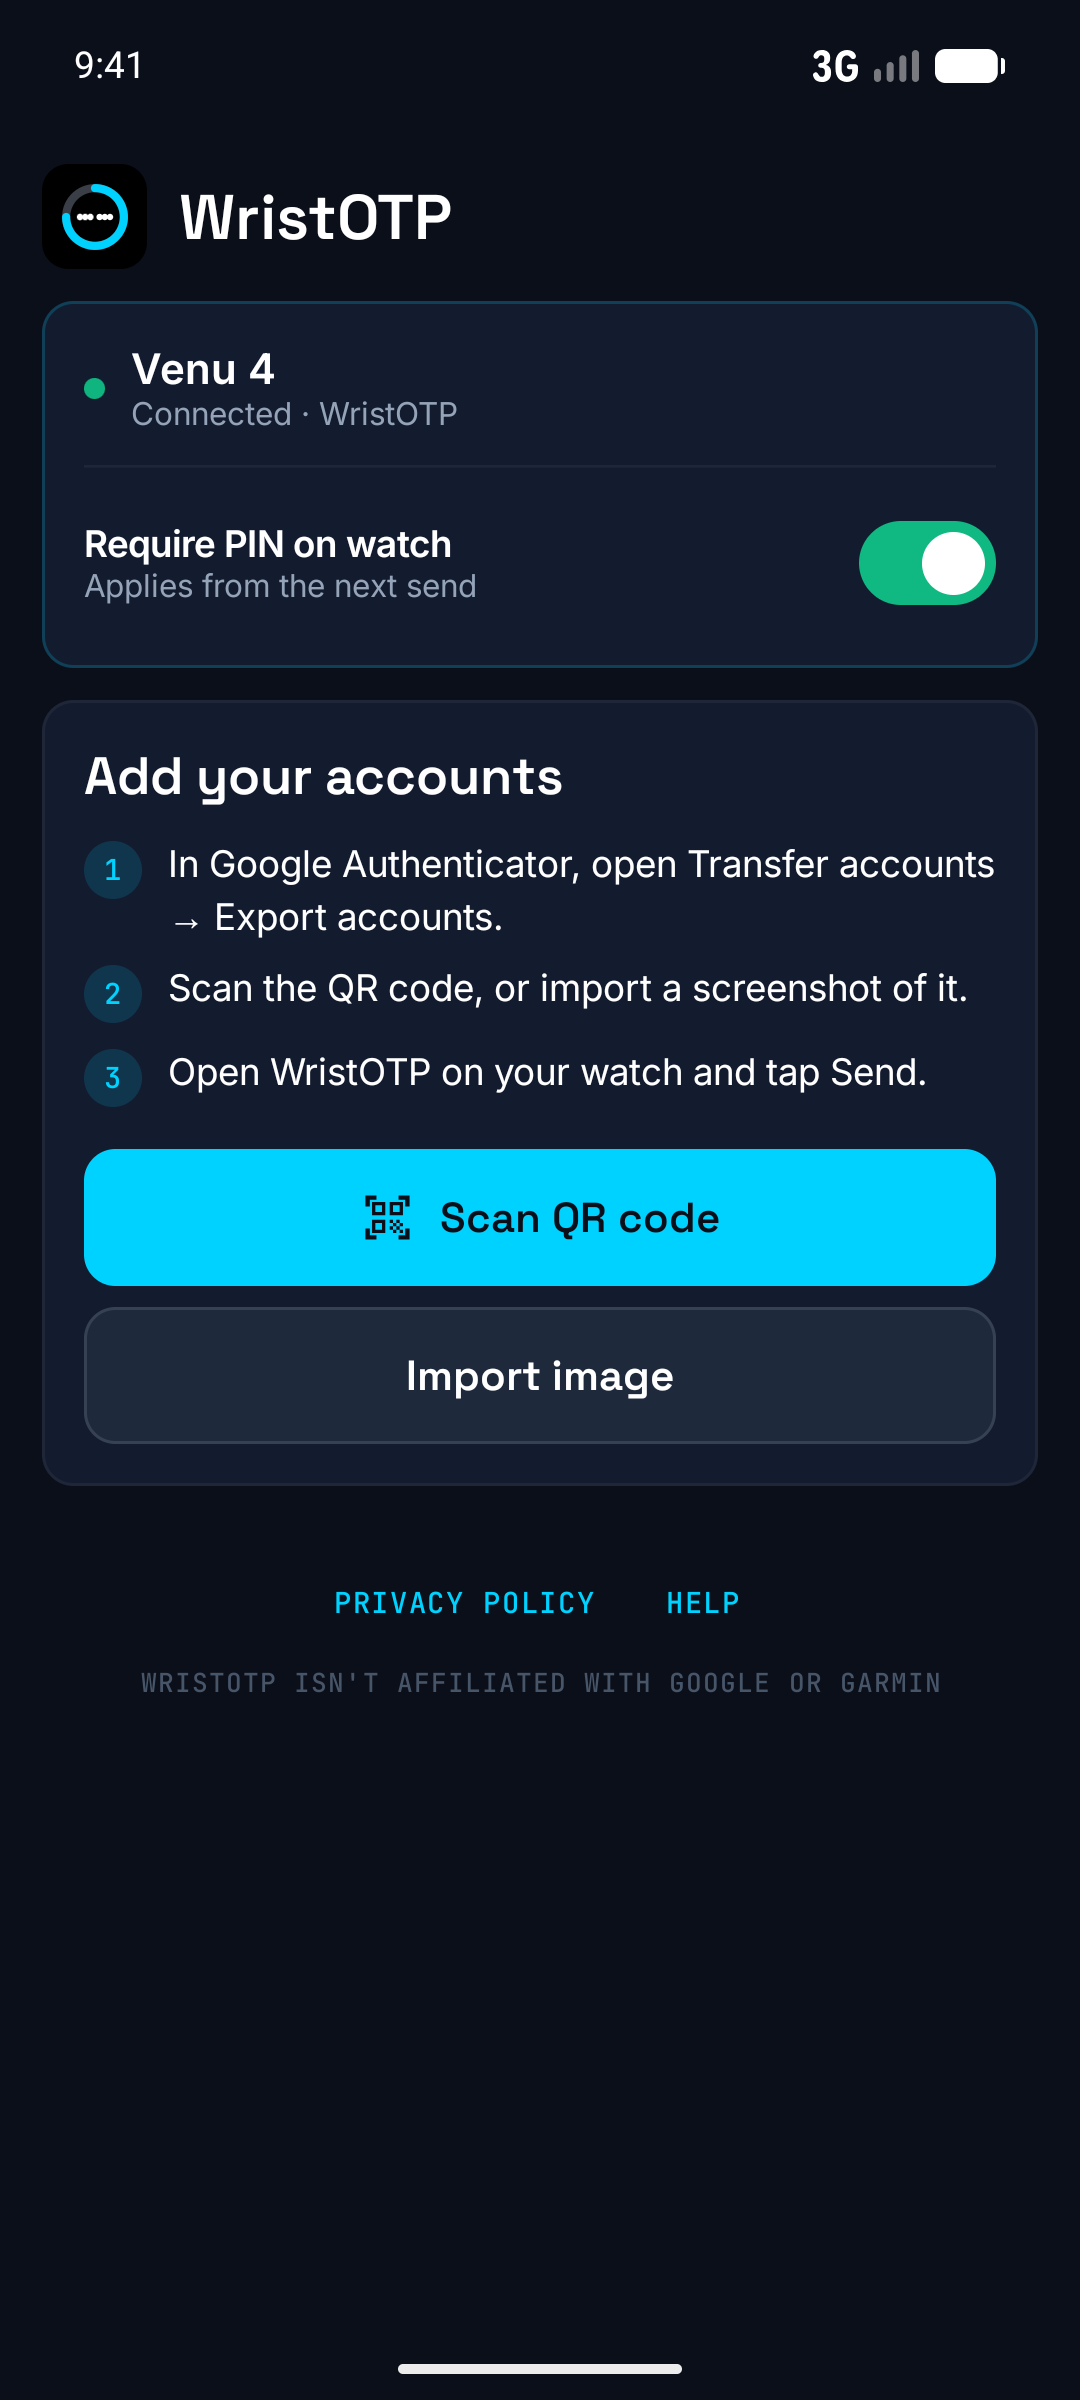 9:41
3G
WristOTP
Venu 4
Connected · WristOTP
Require PIN on watch
Applies from the next send
Add your accounts
1 In Google Authenticator, open Transfer accounts
→ Export accounts.
2 Scan the QR code, or import a screenshot of it.
3 Open WristOTP on your watch and tap Send.
Scan QR code
Import image
PRIVACY POLICY HELP
WRISTOTP ISN'T AFFILIATED WITH GOOGLE OR GARMIN